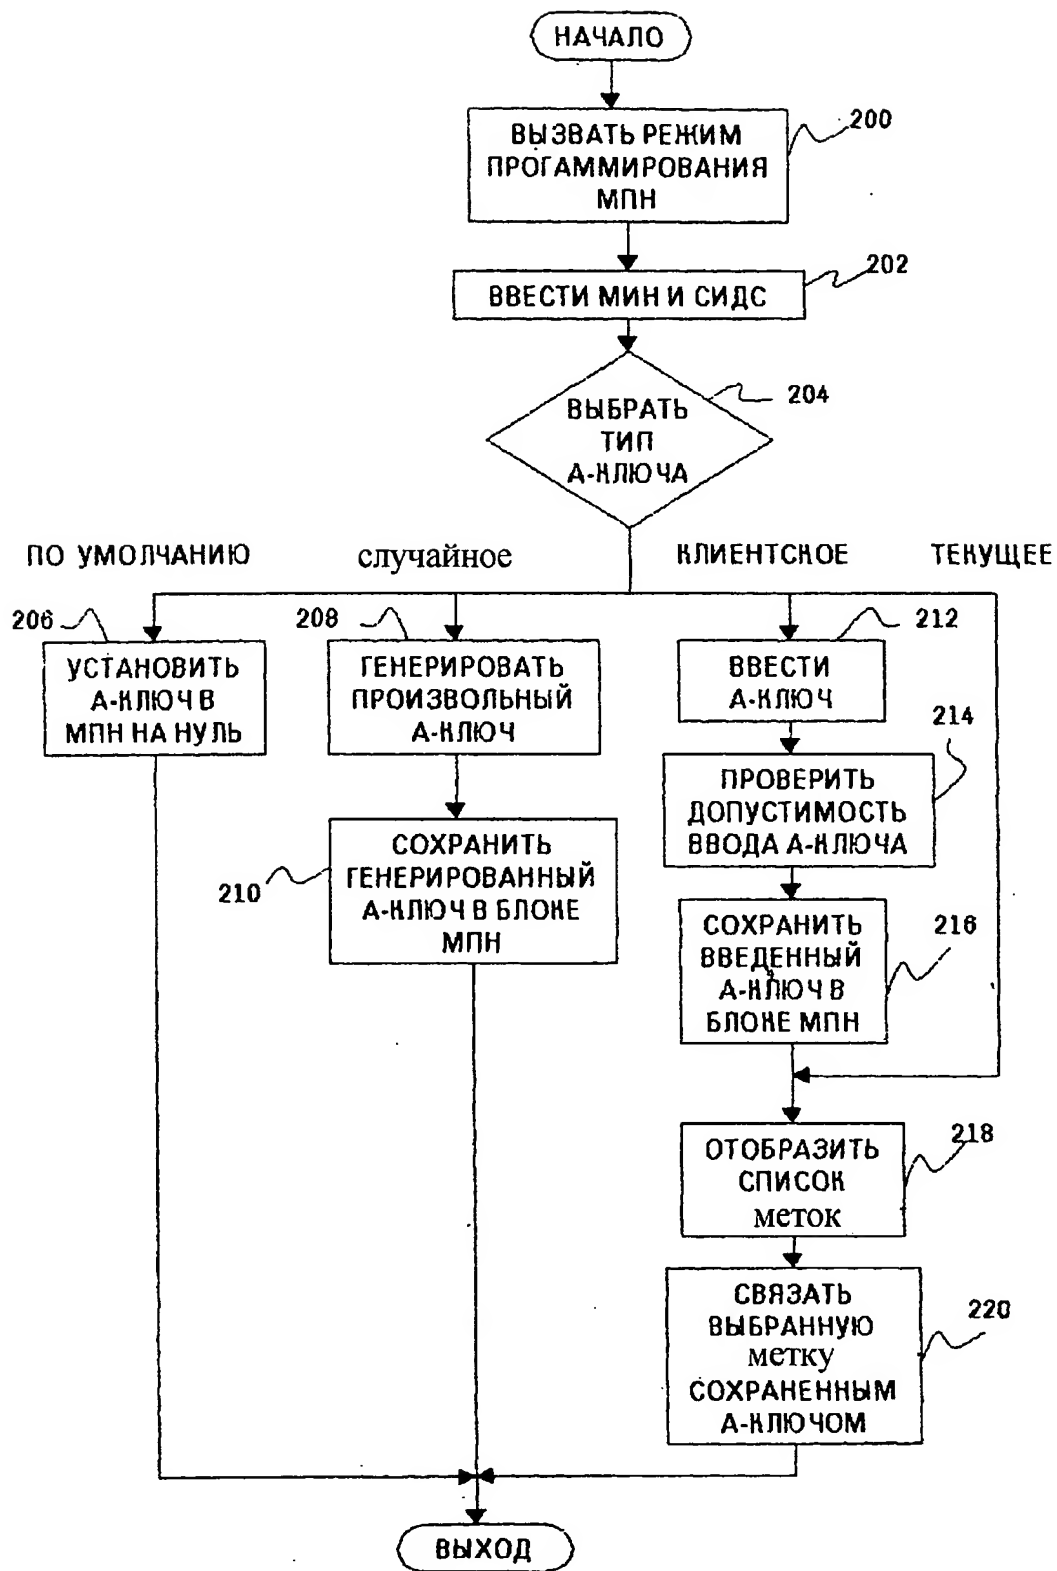 НАЧАЛО
200
ВЫЗВАТЬ РЕЖИМ
ПРОГАММИРОВАНИЯ
МПН
202
ВВЕСТИ МИН И СИДС
204
ВЫБРАТЬ
ТИП
А-КЛЮЧА
ПО УМОЛЧАНИЮ
случайное
КЛИЕНТСКОЕ
ТЕКУЩЕЕ
206
УСТАНОВИТЬ
А-КЛЮЧ В
МПН НА НУЛЬ
208
ГЕНЕРИРОВАТЬ
ПРОИЗВОЛЬНЫЙ
А-КЛЮЧ
210
СОХРАНИТЬ
ГЕНЕРИРОВАННЫЙ
А-КЛЮЧ В БЛОКЕ
МПН
212
ВВЕСТИ
А-КЛЮЧ
214
ПРОВЕРИТЬ
ДОПУСТИМОСТЬ
ВВОДА А-КЛЮЧА
216
СОХРАНИТЬ
ВВЕДЕННЫЙ
А-КЛЮЧ В
БЛОКЕ МПН
218
ОТОБРАЗИТЬ
СПИСОК
меток
220
СВЯЗАТЬ
ВЫБРАННУЮ
метку
СОХРАНЕННЫМ
А-КЛЮЧОМ
ВЫХОД